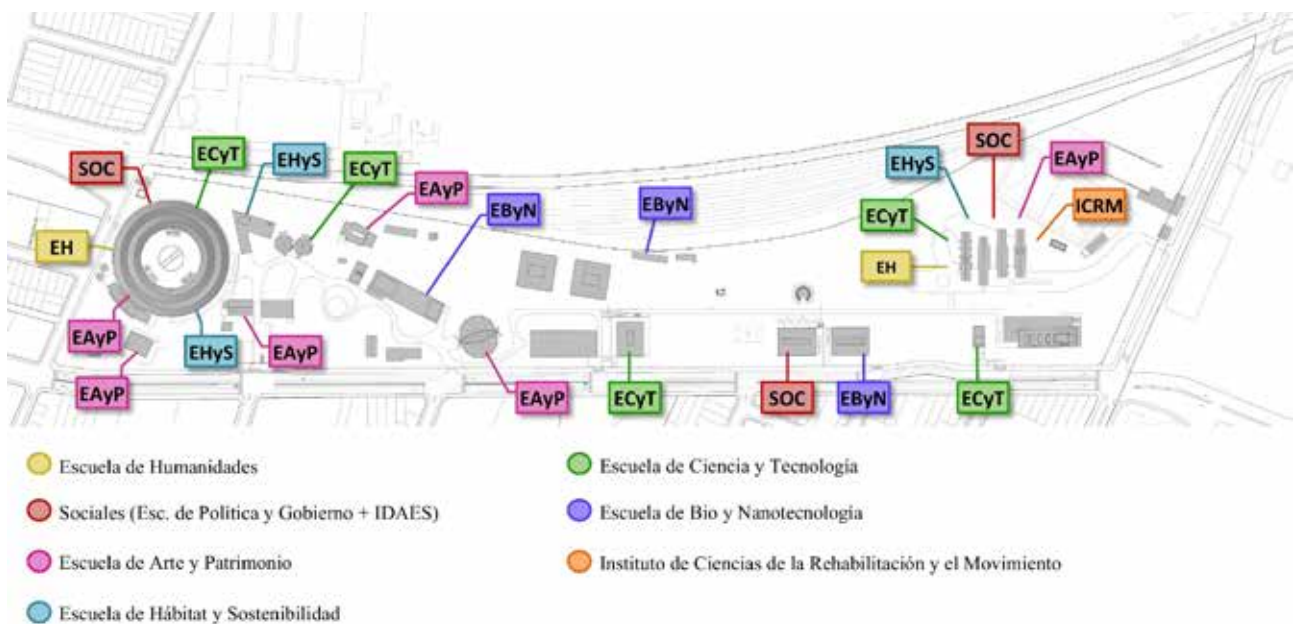 SOC
ECyT
EHyS
ECyT
EAyP
EByN
EByN
EHyS
SOC
EAyP
ECyT
ICRM
EH
EH
EAyP
EHyS
EAyP
EAyP
EAyP
ECyT
SOC
EByN
ECyT
Escuela de Humanidades
Sociales (Esc. de Política y Gobierno + IDAES)
Escuela de Arte y Patrimonio
Escuela de Hábitat y Sostenibilidad
Escuela de Ciencia y Tecnología
Escuela de Bio y Nanotecnología
Instituto de Ciencias de la Rehabilitación y el Movimiento